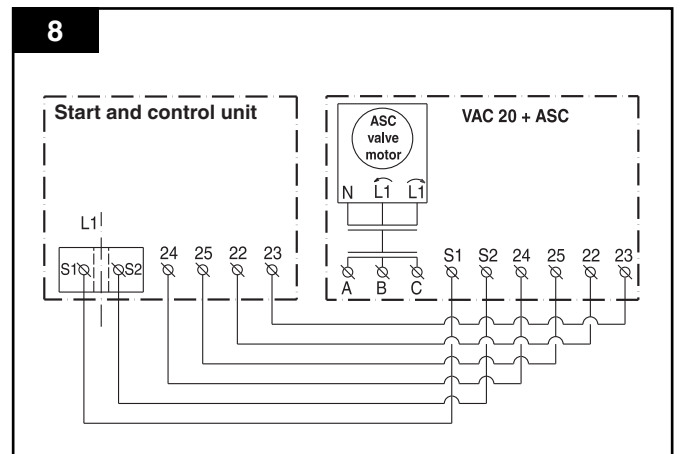 8
Start and control unit
VAC 20 + ASC
ASC
valve
motor
N L1 L1
L1
S1 S2 24 25 22 23
S1 S2 24 25 22 23
A B C